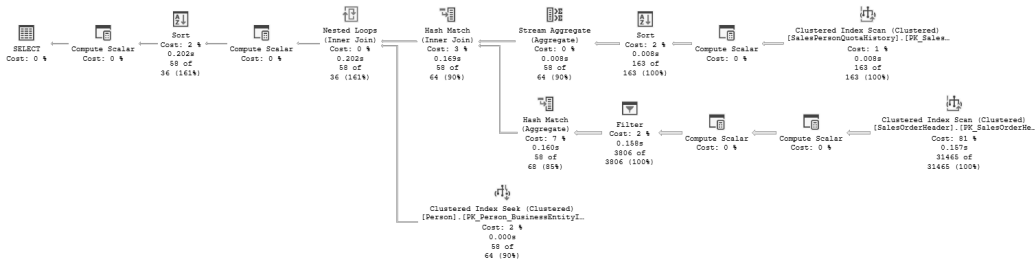 SELECT
Cost: 0 %
Compute Scalar
Cost: 0 %
Sort
Cost: 2 %
0.202s
58 of
36 (161%)
Compute Scalar
Cost: 0 %
Nested Loops
(Inner Join)
Cost: 0 %
0.202s
58 of
36 (161%)
Hash Match
(Inner Join)
Cost: 3 %
0.169s
58 of
64 (90%)
Stream Aggregate
(Aggregate)
Cost: 0 %
0.008s
58 of
64 (90%)
Sort
Cost: 2 %
0.008s
163 of
163 (100%)
Compute Scalar
Cost: 0 %
Clustered Index Scan (Clustered)
[SalesPersonQuotaHistory].[PK_Sales…
Cost: 1 %
0.008s
163 of
163 (100%)
Hash Match
(Aggregate)
Cost: 7 %
0.160s
58 of
68 (85%)
Filter
Cost: 2 %
0.158s
3806 of
3806 (100%)
Compute Scalar
Cost: 0 %
Compute Scalar
Cost: 0 %
Clustered Index Scan (Clustered)
[SalesOrderHeader].[PK_SalesOrderHe…
Cost: 81 %
0.157s
31465 of
31465 (100%)
Clustered Index Seek (Clustered)
[Person].[PK_Person_BusinessEntityI…
Cost: 2 %
0.000s
58 of
64 (90%)